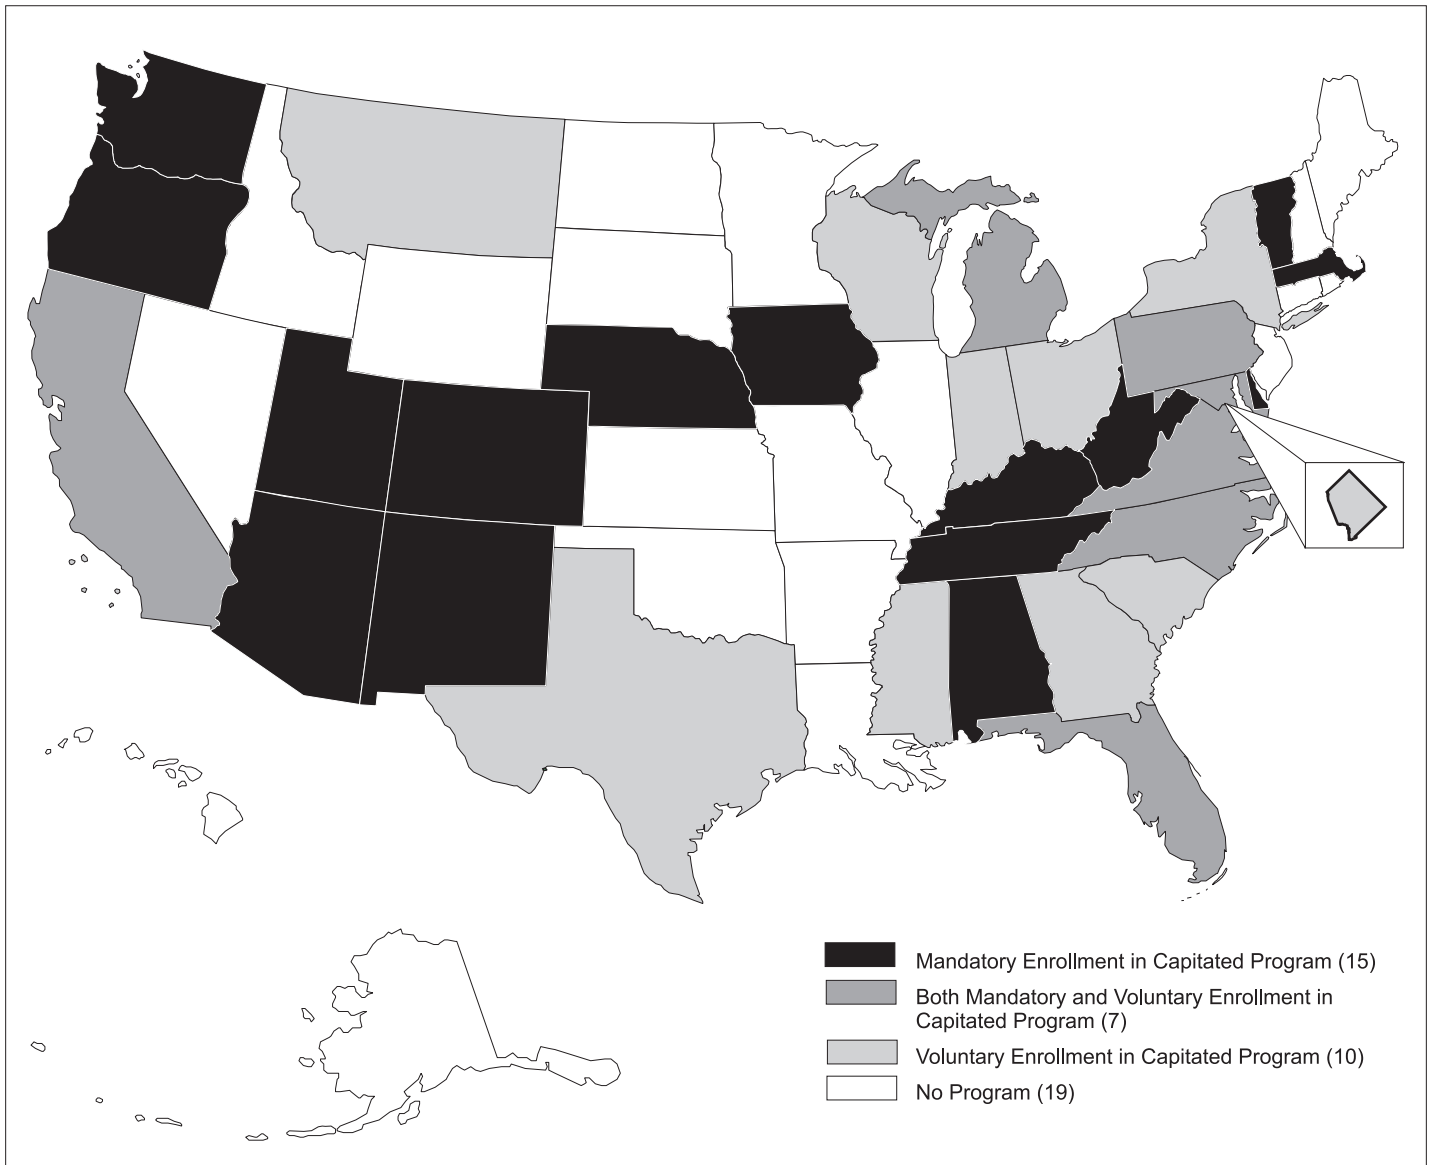 Mandatory Enrollment in Capitated Program (15)
Both Mandatory and Voluntary Enrollment in
Capitated Program (7)
Voluntary Enrollment in Capitated Program (10)
No Program (19)